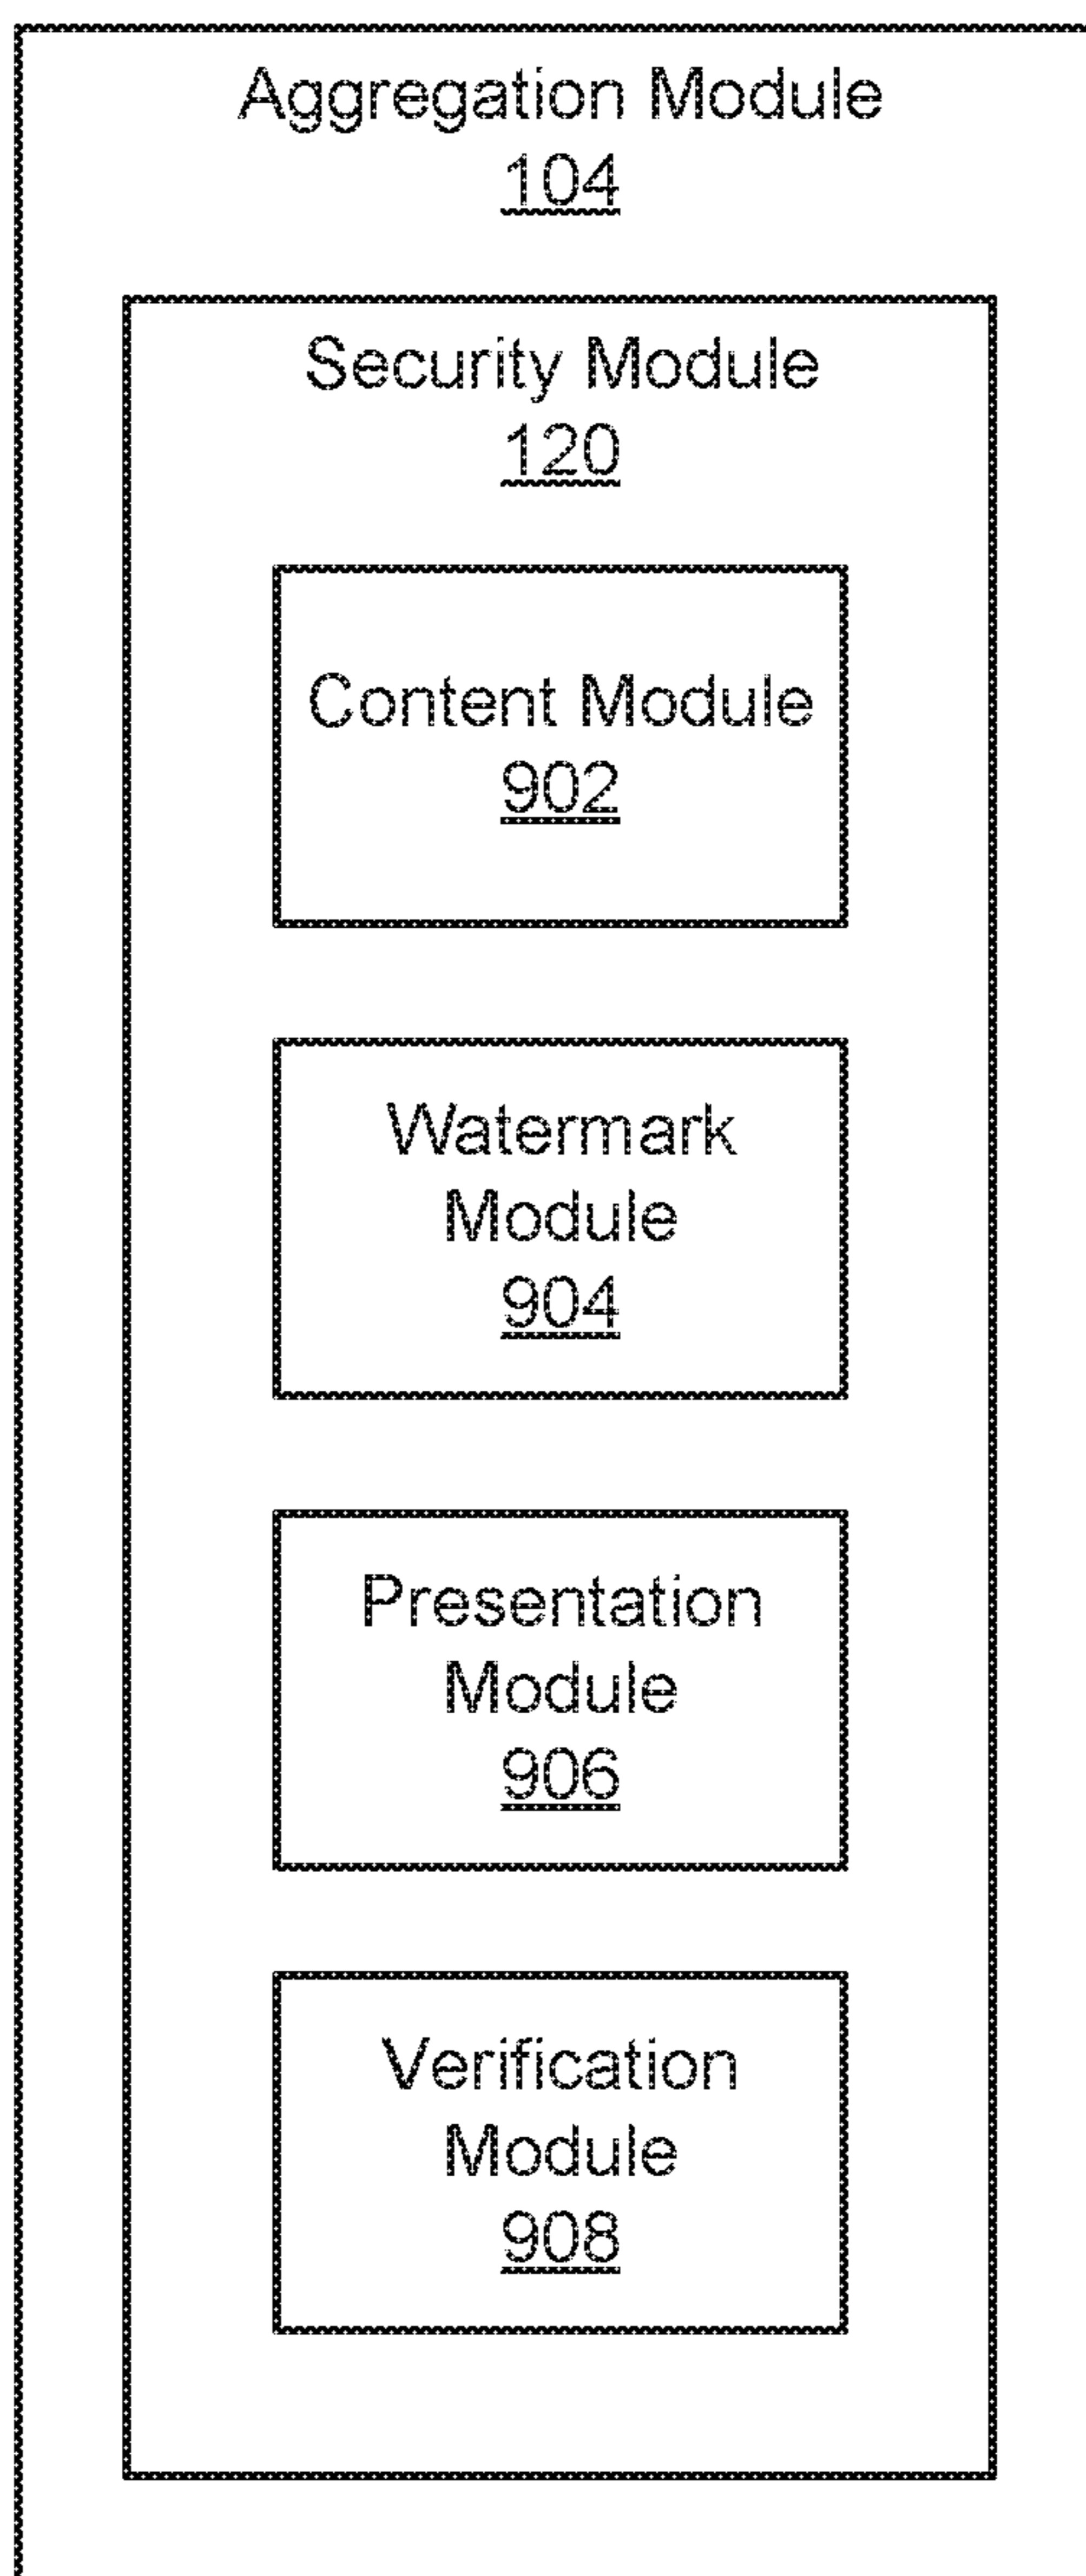 Aggregation Module
104
Security Module
120
Content Module
902
Watermark
Module
904
Presentation
Module
906
Verification
Module
908